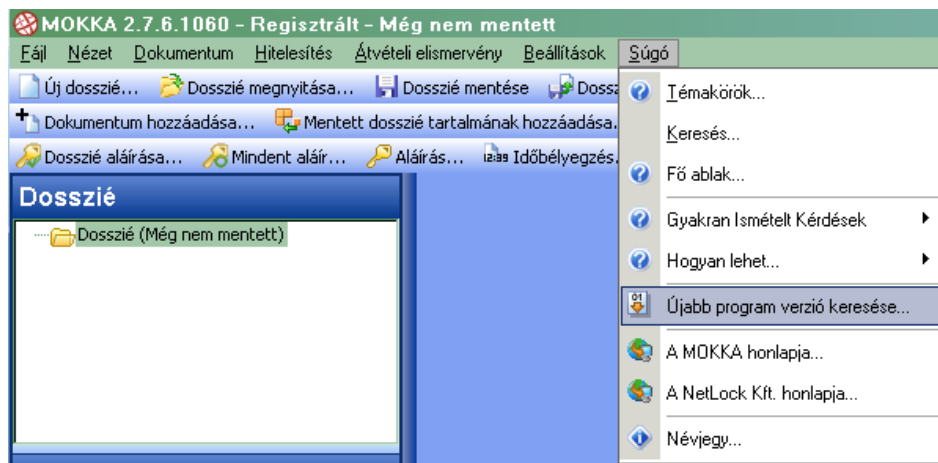 MOKKA 2.7.6.1060 - Regisztrált - Még nem mentett
Fájl Nézet Dokumentum Hitelesítés Átvételi elismervény Beállítások Súgó
Új dosszié... Dosszié megnyitása... Dosszié mentése Dossz
Dokumentum hozzáadása... Mentett dosszié tartalmának hozzáadása.
Dosszié aláírása... Mindent aláír... Aláírás... Időbélyegzés.
Dosszié
Dosszié (Még nem mentett)
Témakörök...
Keresés...
Fő ablak...
Gyakran Ismételt Kérdések
Hogyan lehet...
Újabb program verzió keresése...
A MOKKA honlapja...
A NetLock Kft. honlapja...
Névjegy...